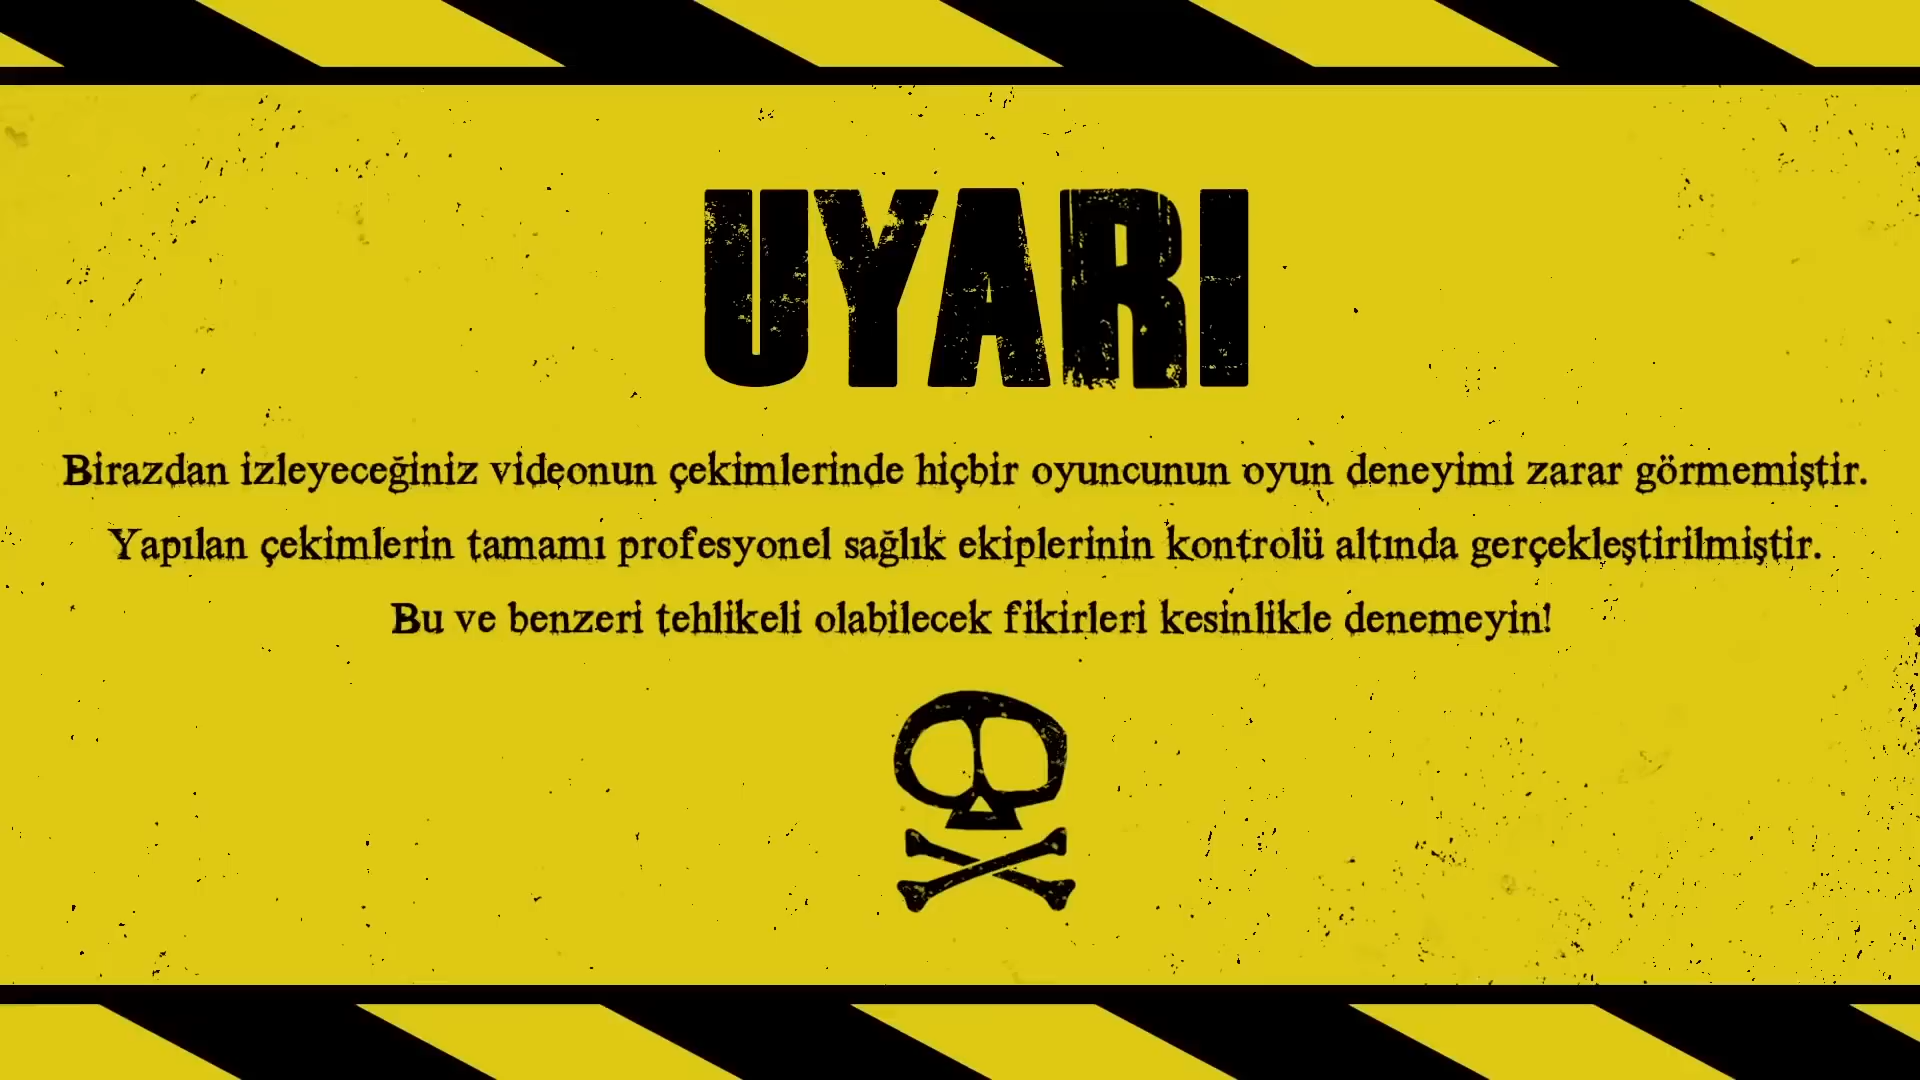 UYARI
Birazdan izleyeceğiniz videonun çekimlerinde hiçbir oyuncunun oyun deneyimi zarar görmemiştir.
Yapılan çekimlerin tamamı profesyonel sağlık ekiplerinin kontrolü altında gerçekleştirilmiştir.
Bu ve benzeri tehlikeli olabilecek fikirleri kesinlikle denemeyin!